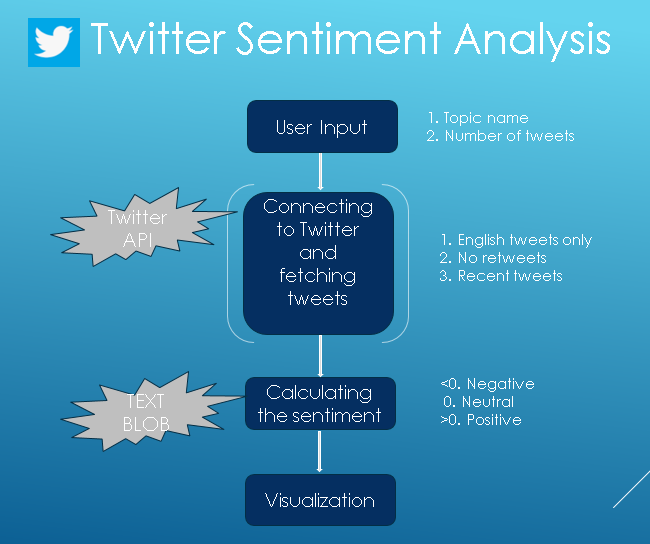 Twitter Sentiment Analysis
User Input
1. Topic name
2. Number of tweets
Twitter
API
Connecting
to Twitter
and
fetching
tweets
1. English tweets only
2. No retweets
3. Recent tweets
TEXT
BLOB
Calculating
the sentiment
<0. Negative
0. Neutral
>0. Positive
Visualization